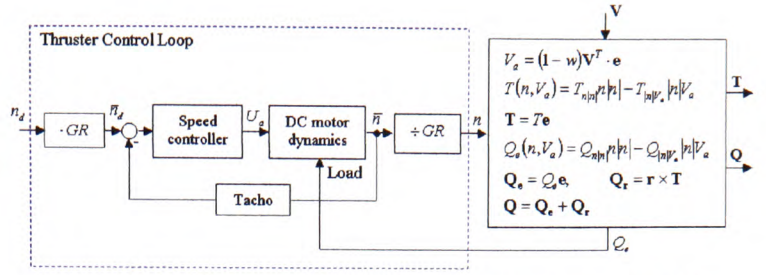 V
Thruster Control Loop
n_d
· GR
n̄_d
-
Speed controller
U_a
DC motor dynamics
n̄
÷ GR
n
Load
Tacho
V_a = (1 - w)V^T · e
T(n, V_a) = T_{n|n|} n|n| - T_{|n|V_a} |n|V_a
T = Te
Q_e(n, V_a) = Q_{n|n|} n|n| - Q_{|n|V_a} |n|V_a
Q_e = Q_e e, Q_r = r × T
Q = Q_e + Q_r
T
Q
Q_e